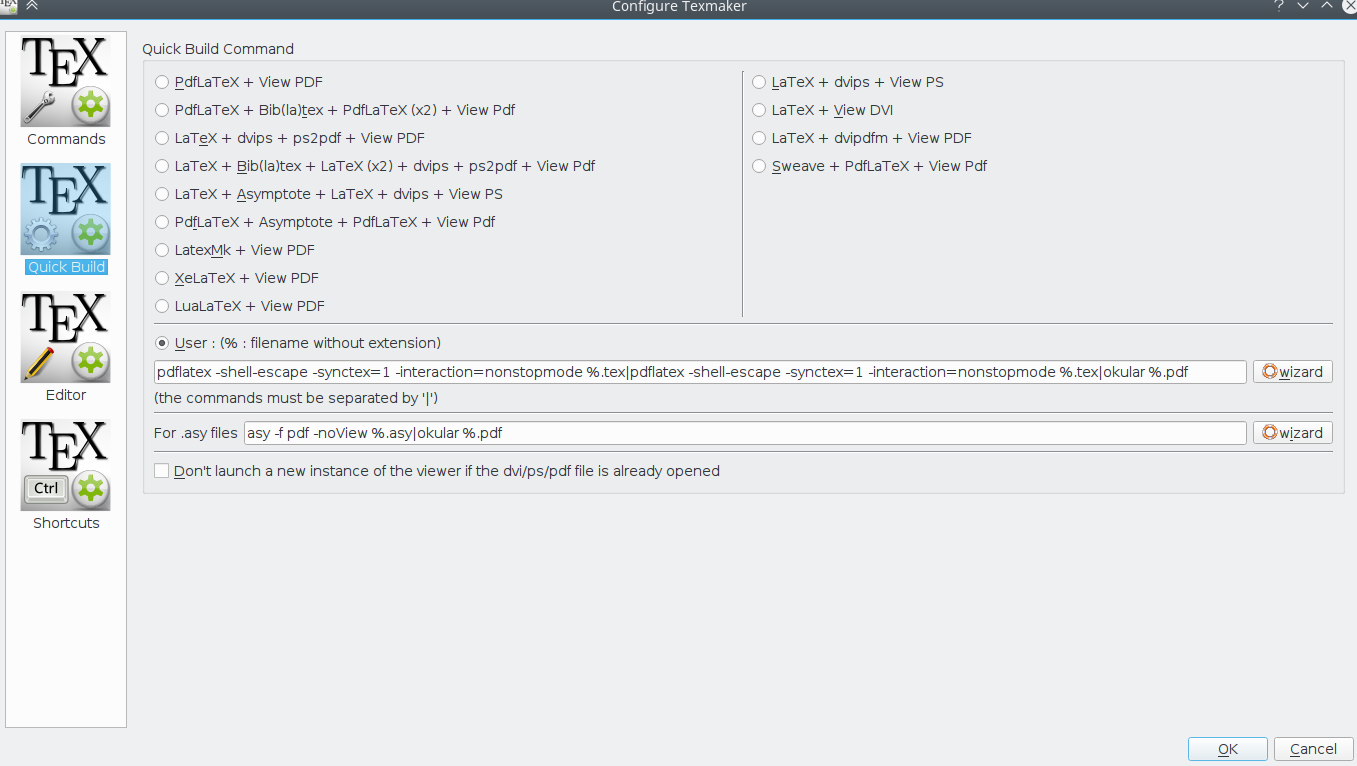 Configure Texmaker
TEX
Commands
TEX
Quick Build
TEX
Editor
TEX
Ctrl
Shortcuts
Quick Build Command
PdfLaTeX + View PDF
PdfLaTeX + Bib(la)tex + PdfLaTeX (x2) + View Pdf
LaTeX + dvips + ps2pdf + View PDF
LaTeX + Bib(la)tex + LaTeX (x2) + dvips + ps2pdf + View Pdf
LaTeX + Asymptote + LaTeX + dvips + View PS
PdfLaTeX + Asymptote + PdfLaTeX + View Pdf
LatexMk + View PDF
XeLaTeX + View PDF
LuaLaTeX + View PDF
LaTeX + dvips + View PS
LaTeX + View DVI
LaTeX + dvipdfm + View PDF
Sweave + PdfLaTeX + View Pdf
User : (% : filename without extension)
pdflatex -shell-escape -synctex=1 -interaction=nonstopmode %.tex|pdflatex -shell-escape -synctex=1 -interaction=nonstopmode %.tex|okular %.pdf
wizard
(the commands must be separated by '|')
For .asy files
asy -f pdf -noView %.asy|okular %.pdf
wizard
Don't launch a new instance of the viewer if the dvi/ps/pdf file is already opened
OK
Cancel